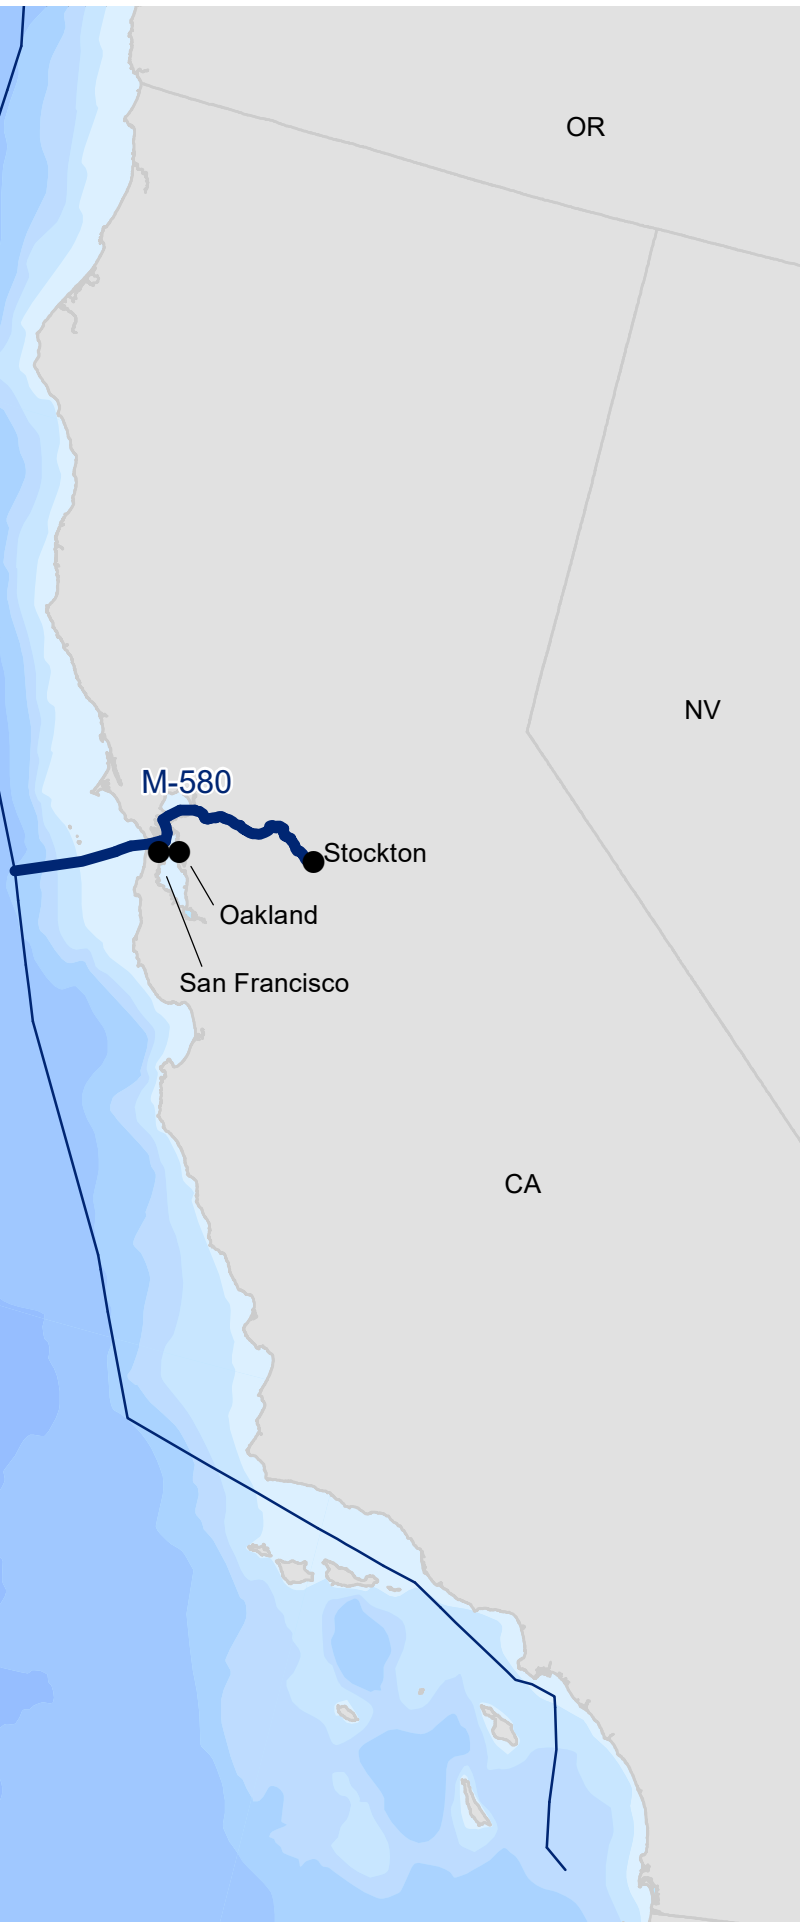 OR
NV
M-580
Stockton
Oakland
San Francisco
CA